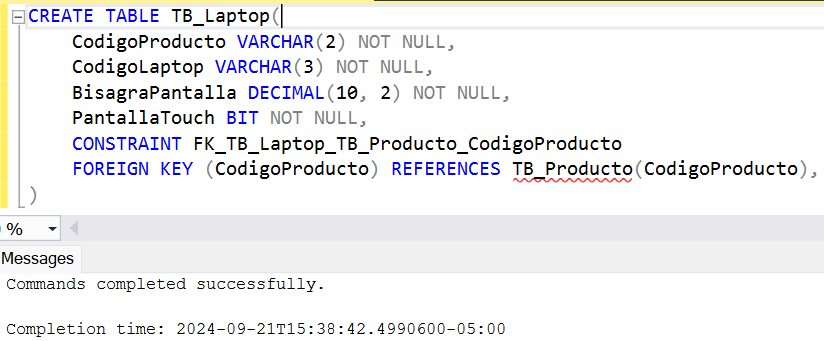 CREATE TABLE TB_Laptop(
CodigoProducto VARCHAR(2) NOT NULL,
CodigoLaptop VARCHAR(3) NOT NULL,
BisagraPantalla DECIMAL(10, 2) NOT NULL,
PantallaTouch BIT NOT NULL,
CONSTRAINT FK_TB_Laptop_TB_Producto_CodigoProducto
FOREIGN KEY (CodigoProducto) REFERENCES TB_Producto(CodigoProducto),
)
%
Messages
Commands completed successfully.
Completion time: 2024-09-21T15:38:42.4990600-05:00